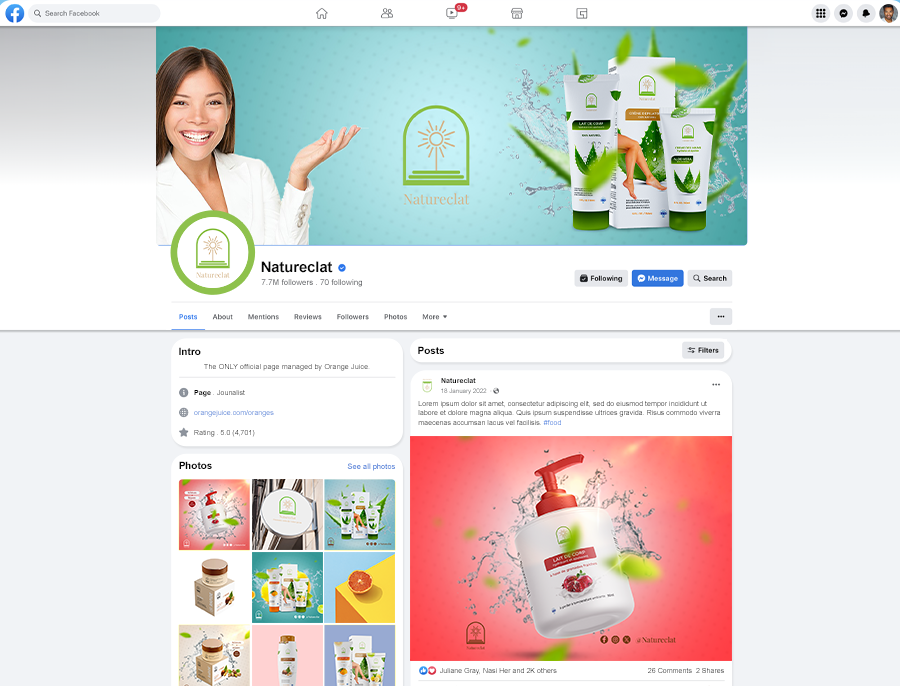 Search Facebook
9+
Natureclat
Natureclat
LAIT DE CORP
ALOE VERA
Natureclat
Natureclat
7.7M followers . 70 following
Following
Message
Search
Posts
About
Mentions
Reviews
Followers
Photos
More
Intro
The ONLY official page managed by Orange Juice.
Page . Jounalist
orangejuice.com/oranges
Rating . 5.0 (4,701)
Photos
See all photos
Posts
Filters
Natureclat
18 January 2022 ·
Lorem ipsum dolor sit amet, consectetur adipiscing elit, sed do eiusmod tempor incididunt ut
labore et dolore magna aliqua. Quis ipsum suspendisse ultrices gravida. Risus commodo viverra
maecenas accumsan lacus vel facilisis. #food
LAIT DE CORP
@Natureclat
Juliane Gray, Nasi Her and 2K others
26 Comments 2 Shares